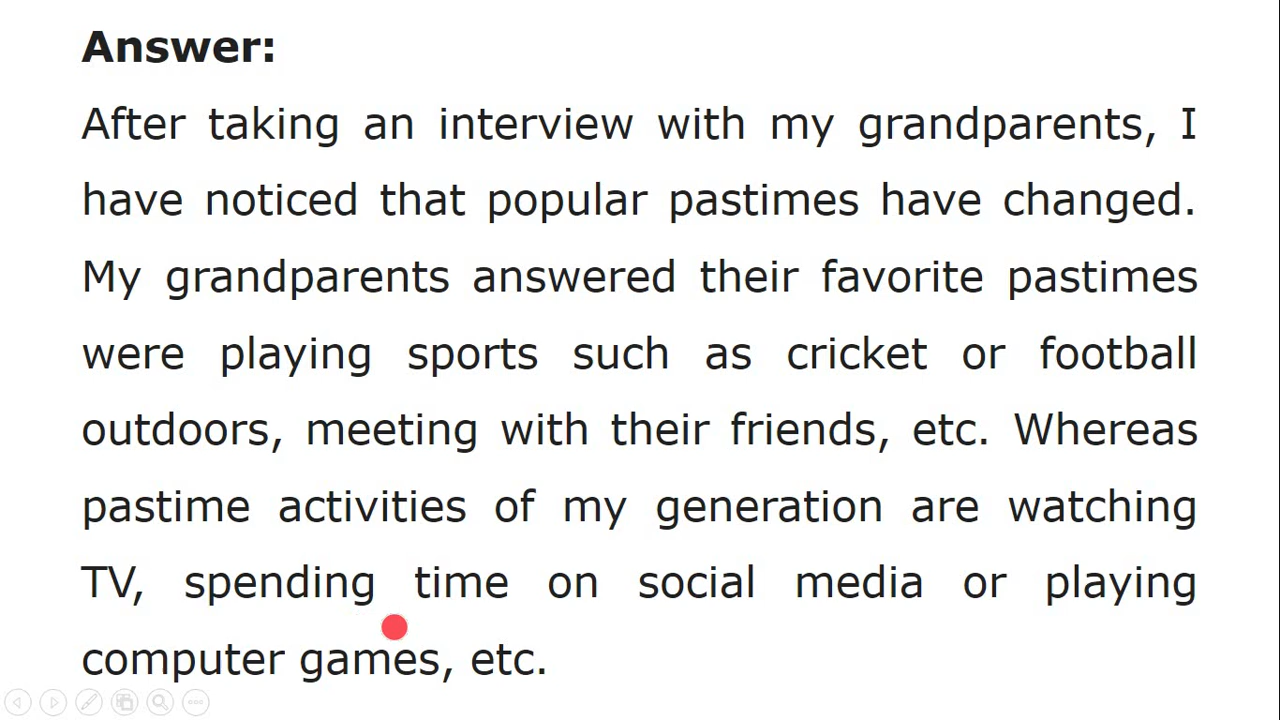 Answer:
After taking an interview with my grandparents, I
have noticed that popular pastimes have changed.
My grandparents answered their favorite pastimes
were playing sports such as cricket or football
outdoors, meeting with their friends, etc. Whereas
pastime activities of my generation are watching
TV, spending time on social media or playing
computer games, etc.